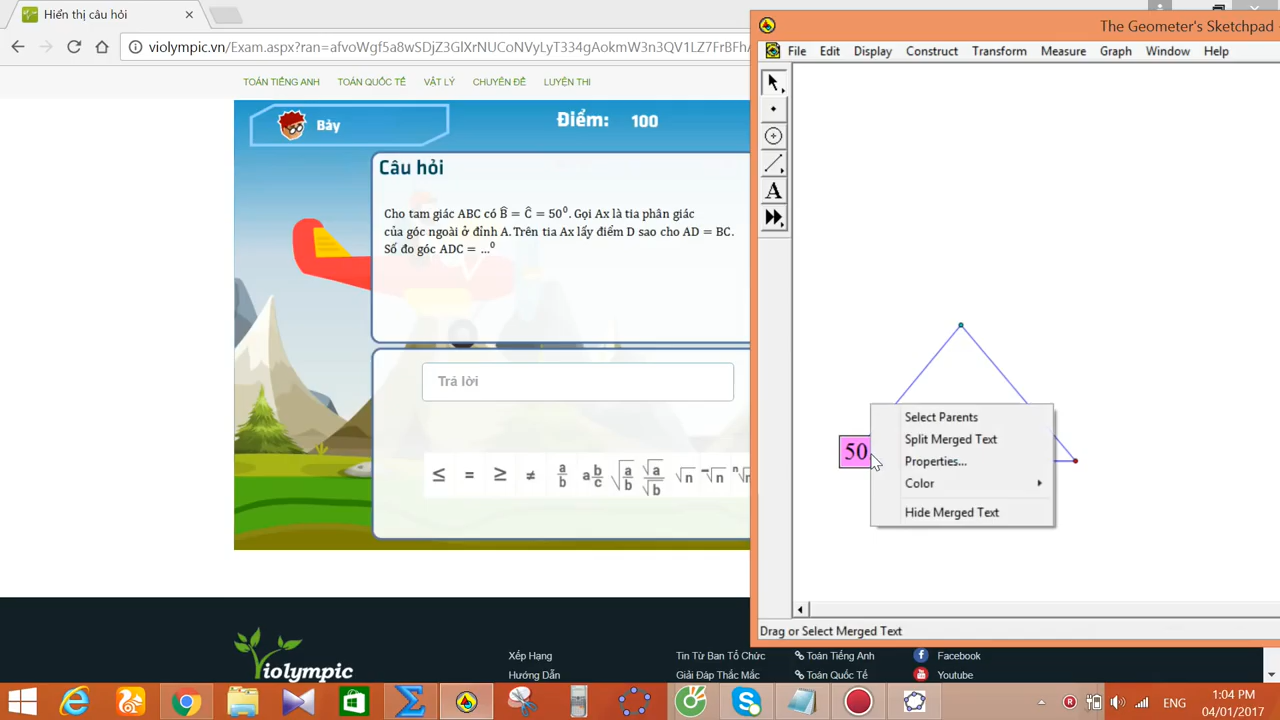 Hiển thị câu hỏi
The Geometer's Sketchpad
violympic.vn/Exam.aspx?ran=afvoWgf5a8wSDJZ3GlXrNUCoNVyLyT334gAokmW3n3QV1LZ7FrBfH
File Edit Display Construct Transform Measure Graph Window Help
TOÁN TIẾNG ANH TOÁN QUỐC TẾ VẬT LÝ CHUYÊN ĐỀ LUYỆN THI
Bảy
Điểm: 100
Câu hỏi
Cho tam giác ABC có B̂ = Ĉ = 50⁰. Gọi Ax là tia phân giác
của góc ngoài ở đỉnh A. Trên tia Ax lấy điểm D sao cho AD = BC.
Số đo góc ADC = ...⁰
Trả lời
≤ = ≥ ≠ a/b a b/c √a/b √a/√b √n ⁻√n ⁿ√n
A
50
Select Parents
Split Merged Text
Properties...
Color
Hide Merged Text
Drag or Select Merged Text
Violympic
Xếp Hạng
Hướng Dẫn
Tin Từ Ban Tổ Chức
Giải Đáp Thắc Mắc
Toán Tiếng Anh
Toán Quốc Tế
Facebook
Youtube
ENG
1:04 PM
04/01/2017